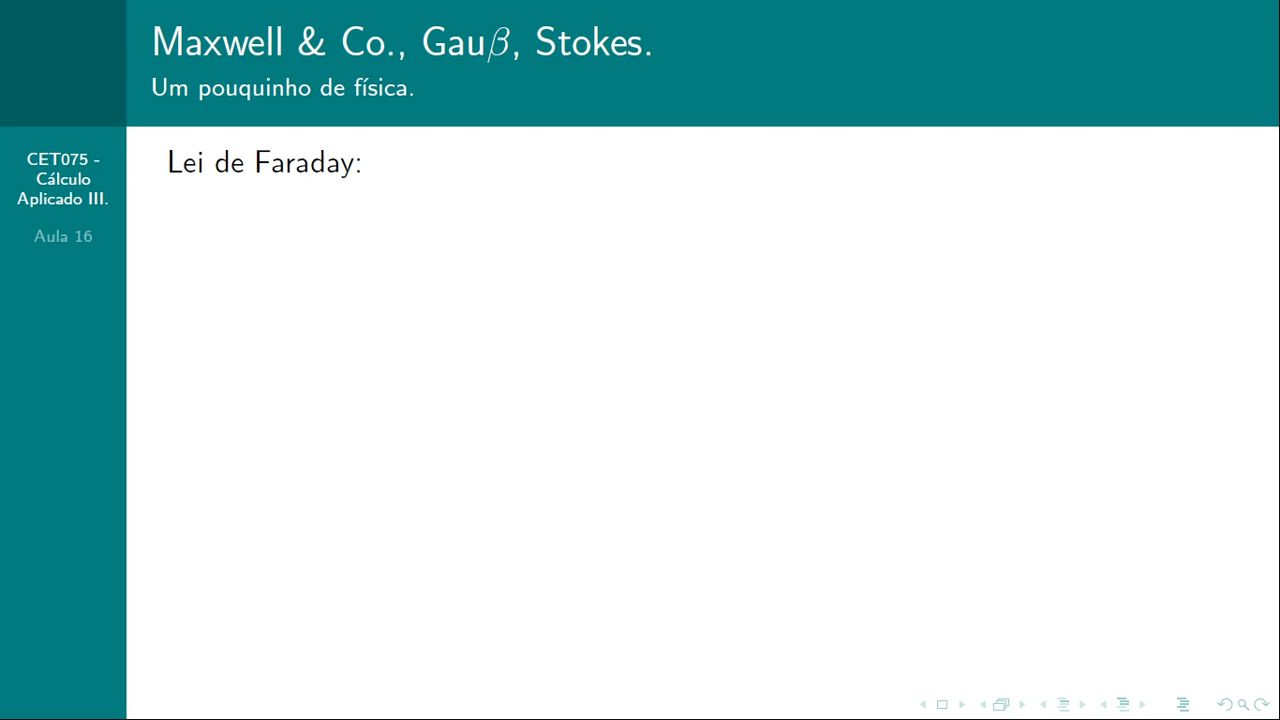 Maxwell & Co., Gauβ, Stokes.
Um pouquinho de física.
CET075 -
Cálculo
Aplicado III.
Aula 16
Lei de Faraday: